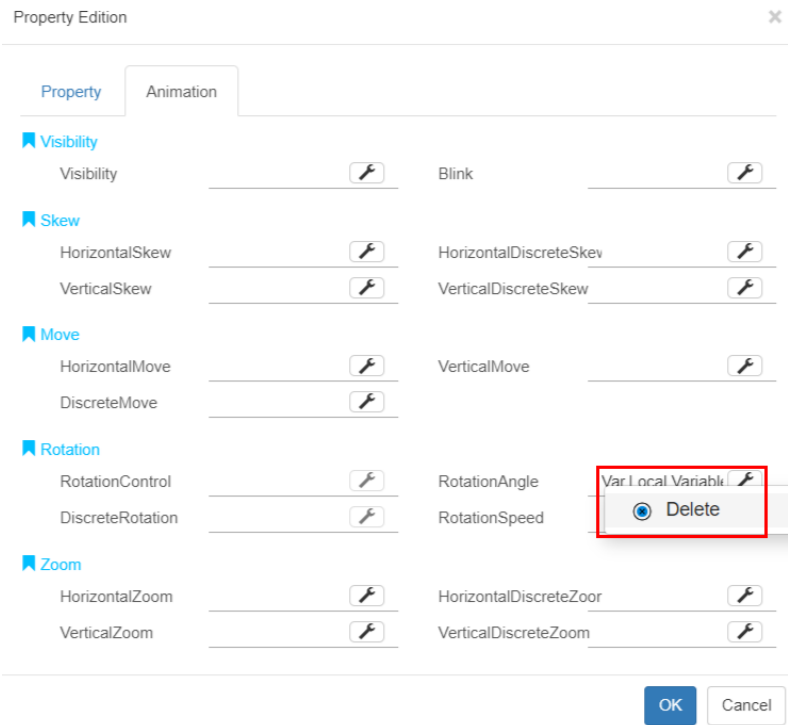 Property Edition ×
Property Animation
Visibility
Visibility Blink
Skew
HorizontalSkew HorizontalDiscreteSkew
VerticalSkew VerticalDiscreteSkew
Move
HorizontalMove VerticalMove
DiscreteMove
Rotation
RotationControl RotationAngle Var.Local Variable
DiscreteRotation RotationSpeed Delete
Zoom
HorizontalZoom HorizontalDiscreteZoor
VerticalZoom VerticalDiscreteZoom
OK Cancel